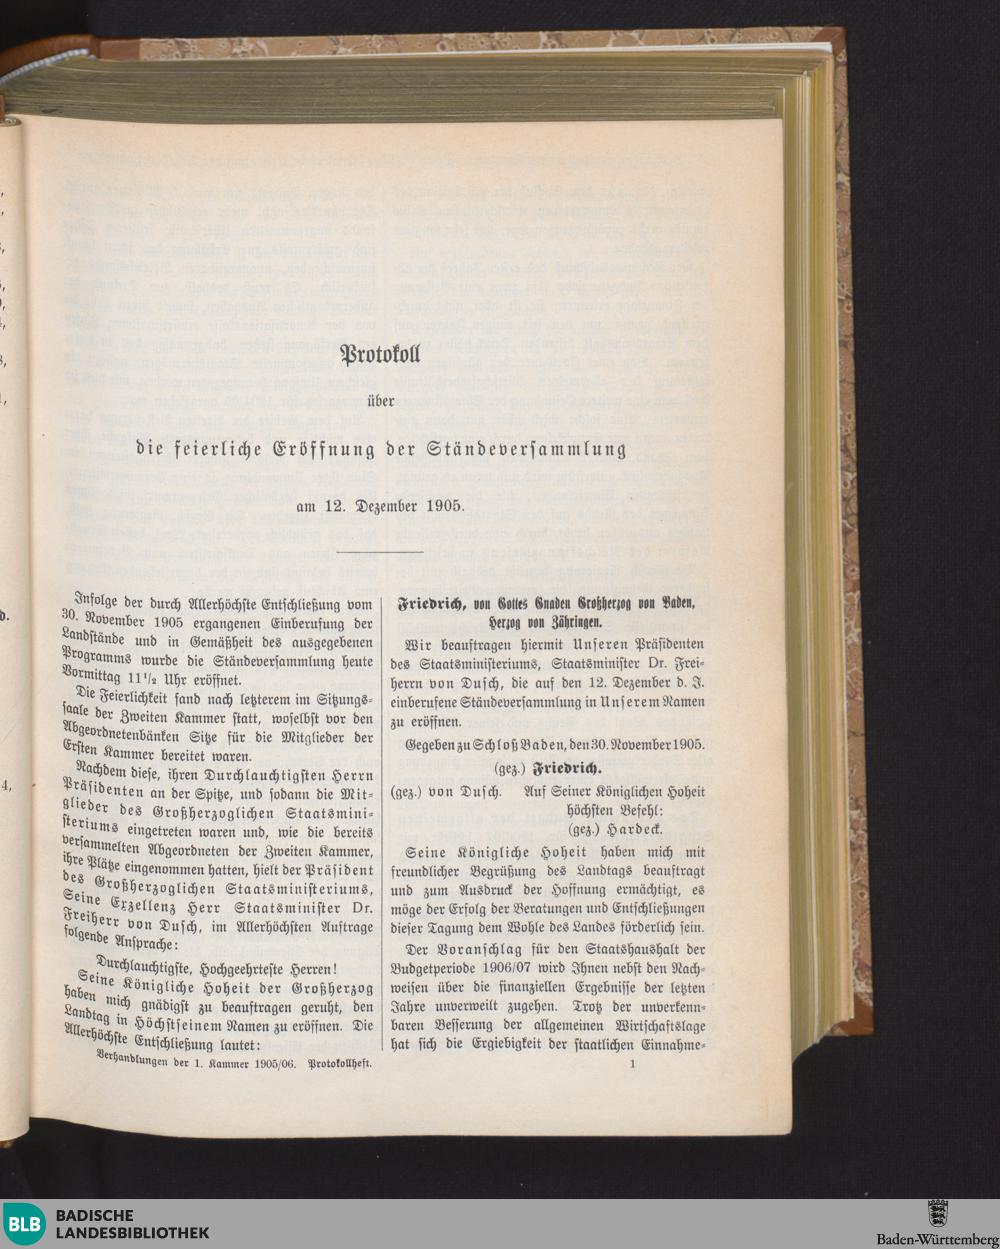 Protokoll
über
die feierliche Eröffnung der Ständeversammlung
am 12. Dezember 1905.
Infolge der durch Allerhöchste Entschließung vom
30. November 1905 ergangenen Einberufung der
Landstände und in Gemäßheit des ausgegebenen
Programms wurde die Ständeversammlung heute
Vormittag 11 1/2 Uhr eröffnet.
Die Feierlichkeit fand nach letzterem im Sitzungs-
saale der Zweiten Kammer statt, woselbst vor den
Abgeordnetenbänken Sitze für die Mitglieder der
Ersten Kammer bereitet waren.
Nachdem diese, ihren Durchlauchtigsten Herrn
Präsidenten an der Spitze, und sodann die Mit-
glieder des Großherzoglichen Staatsmini-
steriums eingetreten waren und, wie die bereits
versammelten Abgeordneten der Zweiten Kammer,
ihre Plätze eingenommen hatten, hielt der Präsident
des Großherzoglichen Staatsministeriums,
Seine Exzellenz Herr Staatsminister Dr.
Freiherr von Dusch, im Allerhöchsten Auftrage
folgende Ansprache:
Durchlauchtigste, Hochgeehrteste Herren!
Seine Königliche Hoheit der Großherzog
haben mich gnädigst zu beauftragen geruht, den
Landtag in Höchstseinem Namen zu eröffnen. Die
Allerhöchste Entschließung lautet:
Verhandlungen der 1. Kammer 1905/06. Protokollheft.
Friedrich, von Gottes Gnaden Großherzog von Baden,
Herzog von Zähringen.
Wir beauftragen hiermit Unseren Präsidenten
des Staatsministeriums, Staatsminister Dr. Frei-
herrn von Dusch, die auf den 12. Dezember d. J.
einberufene Ständeversammlung in Unserem Namen
zu eröffnen.
Gegeben zu Schloß Baden, den 30. November 1905.
(gez.) Friedrich.
(gez.) von Dusch. Auf Seiner Königlichen Hoheit
höchsten Befehl:
(gez.) Hardeck.
Seine Königliche Hoheit haben mich mit
freundlicher Begrüßung des Landtags beauftragt
und zum Ausdruck der Hoffnung ermächtigt, es
möge der Erfolg der Beratungen und Entschließungen
dieser Tagung dem Wohle des Landes förderlich sein.
Der Voranschlag für den Staatshaushalt der
Budgetperiode 1906/07 wird Ihnen nebst den Nach-
weisen über die finanziellen Ergebnisse der letzten
Jahre unverweilt zugehen. Trotz der unverkenn-
baren Besserung der allgemeinen Wirtschaftslage
hat sich die Ergiebigkeit der staatlichen Einnahme-
1
BLB BADISCHE
LANDESBIBLIOTHEK
Baden-Württemberg